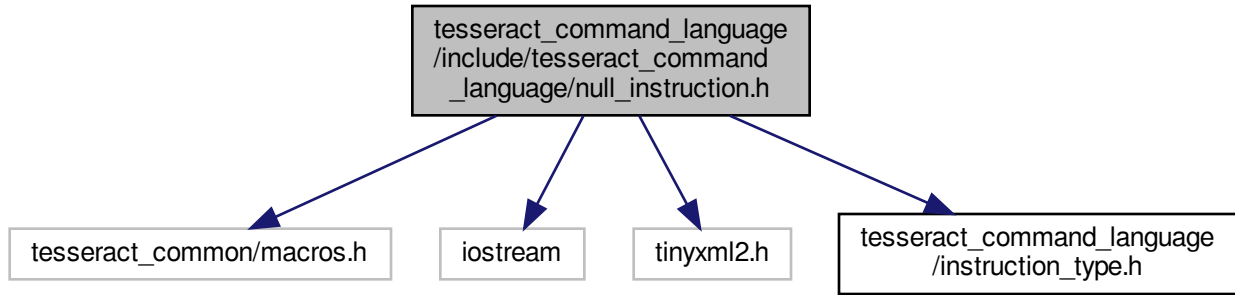 tesseract_command_language
/include/tesseract_command
_language/null_instruction.h
tesseract_common/macros.h
iostream
tinyxml2.h
tesseract_command_language
/instruction_type.h